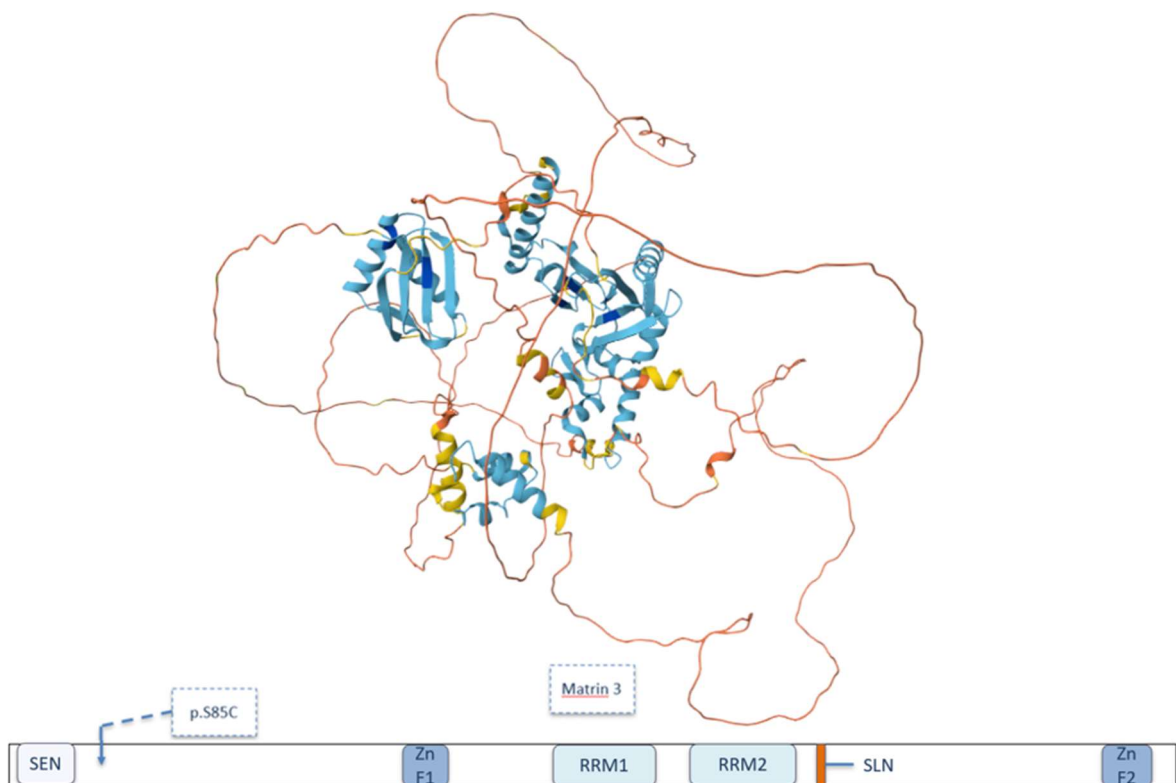 Matrin 3
p.S85C
SEN
Zn
F1
RRM1
RRM2
SLN
Zn
F2